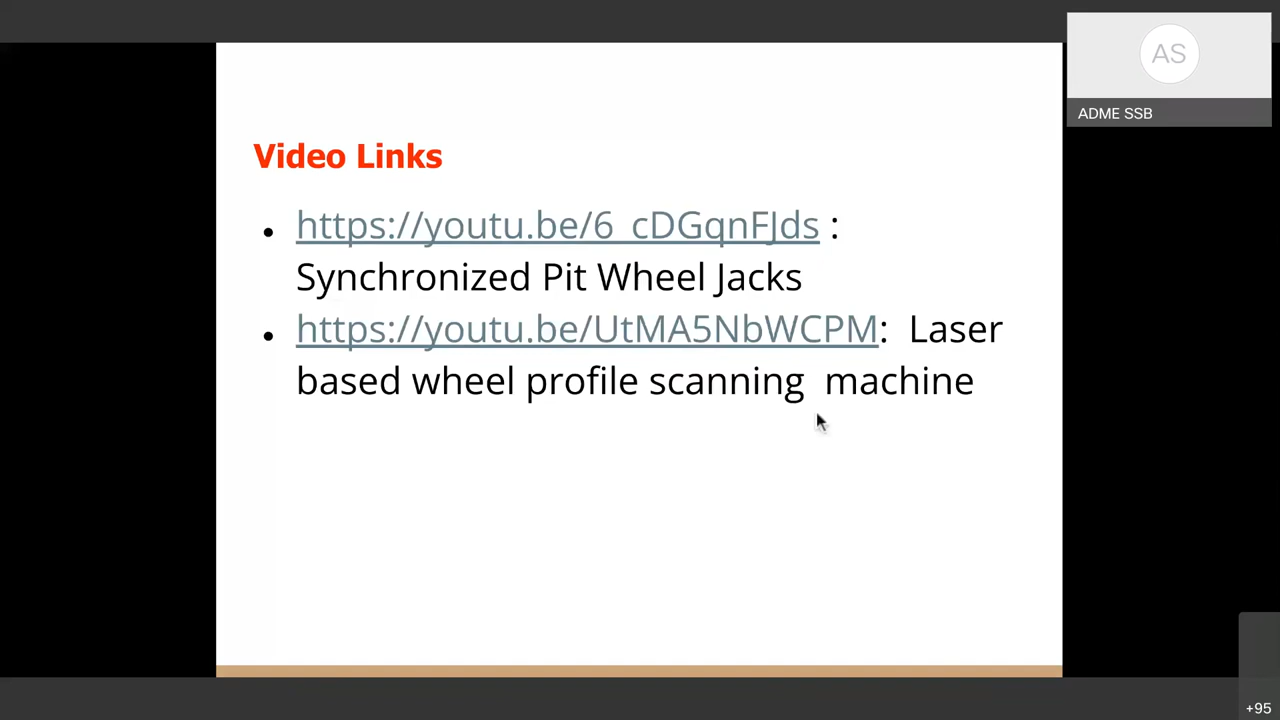 AS
ADME SSB
Video Links
• https://youtu.be/6_cDGqnFJds :
Synchronized Pit Wheel Jacks
• https://youtu.be/UtMA5NbWCPM: Laser
based wheel profile scanning machine
+95